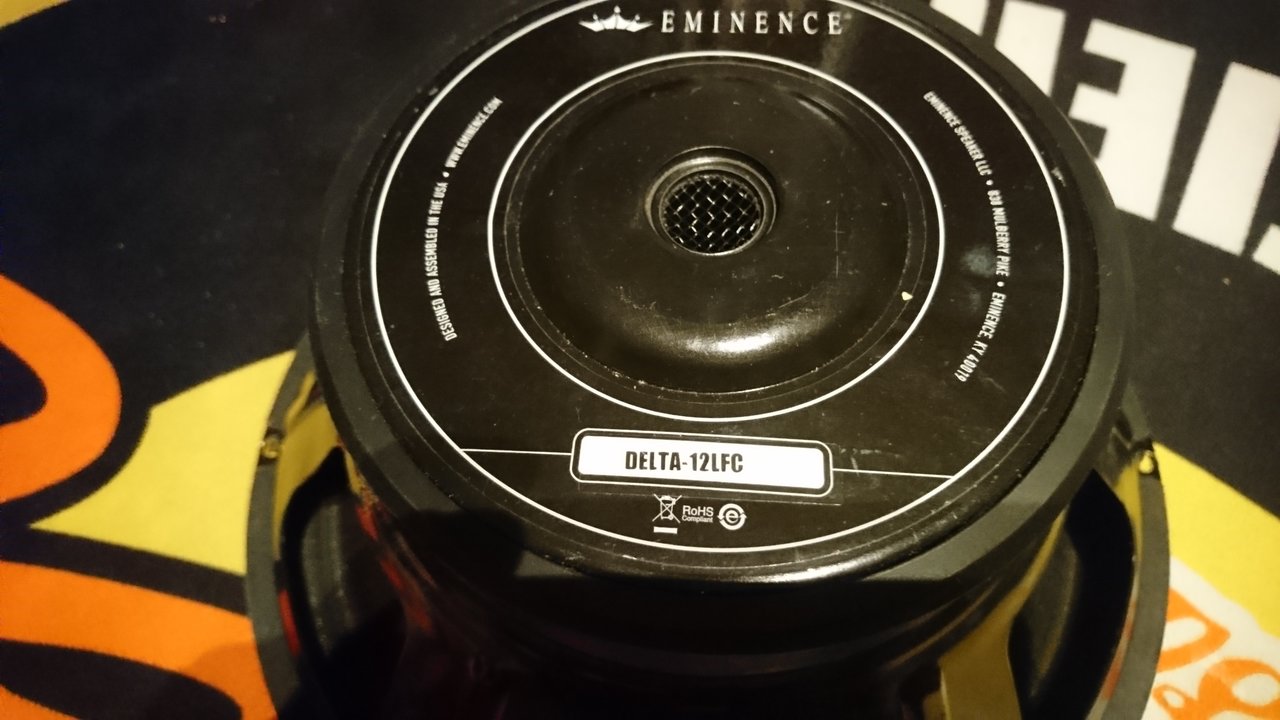 EMINENCE
DESIGNED AND ASSEMBLED IN THE USA • WWW.EMINENCE.COM
EMINENCE SPEAKER LLC • 838 MULBERRY PIKE • EMINENCE, KY 40019
DELTA-12LFC
RoHS
Compliant
e